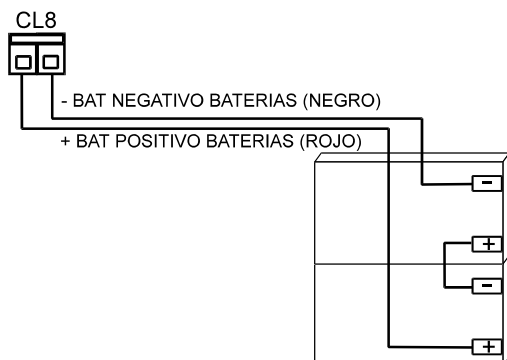 CL8
- BAT NEGATIVO BATERIAS (NEGRO)
+ BAT POSITIVO BATERIAS (ROJO)
-
+
-
+